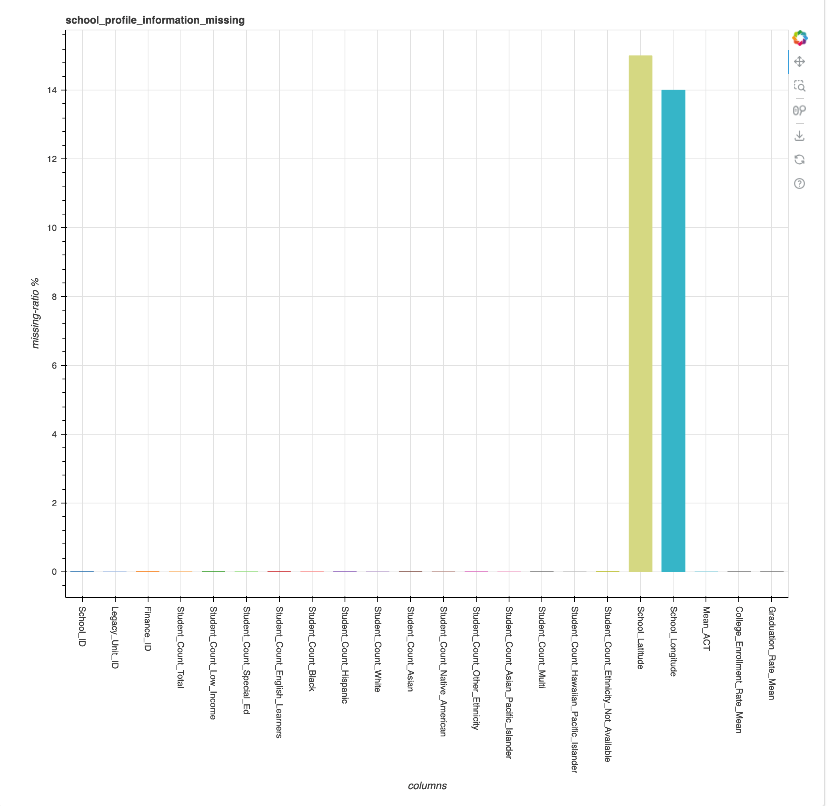 school_profile_information_missing
14
12
10
8
6
4
2
0
missing-ratio %
School_ID
Legacy_Unit_ID
Finance_ID
Student_Count_Total
Student_Count_Low_Income
Student_Count_Special_Ed
Student_Count_English_Learners
Student_Count_Black
Student_Count_Hispanic
Student_Count_White
Student_Count_Asian
Student_Count_Native_American
Student_Count_Other_Ethnicity
Student_Count_Asian_Pacific_Islander
Student_Count_Multi
Student_Count_Hawaiian_Pacific_Islander
Student_Count_Ethnicity_Not_Available
School_Latitude
School_Longitude
Mean_ACT
College_Enrollment_Rate_Mean
Graduation_Rate_Mean
columns